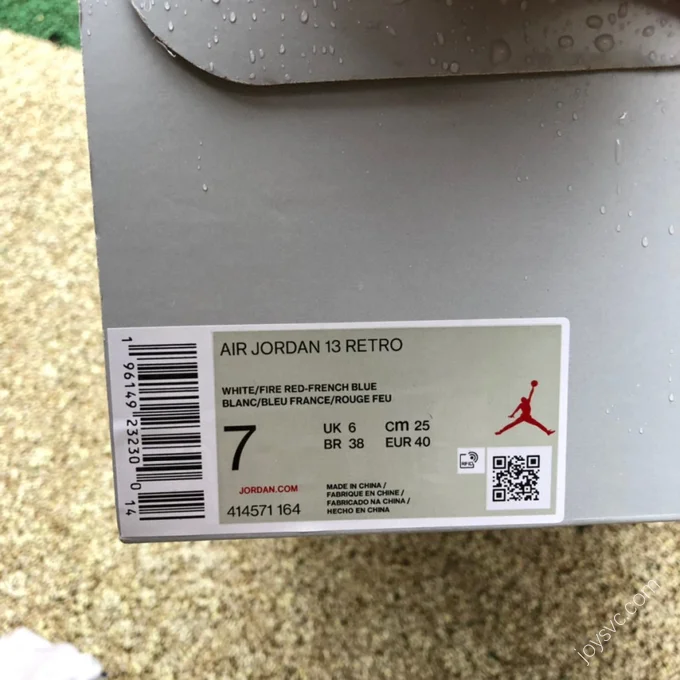 AIR JORDAN 13 RETRO
WHITE/FIRE RED-FRENCH BLUE
BLANC/BLEU FRANCE/ROUGE FEU
7
UK 6 cm 25
BR 38 EUR 40
JORDAN.COM
414571 164
MADE IN CHINA /
FABRIQUE EN CHINE /
FABRICADO NA CHINA /
HECHO EN CHINA
RFID
1 96149 23230 0 14
joysvc.com